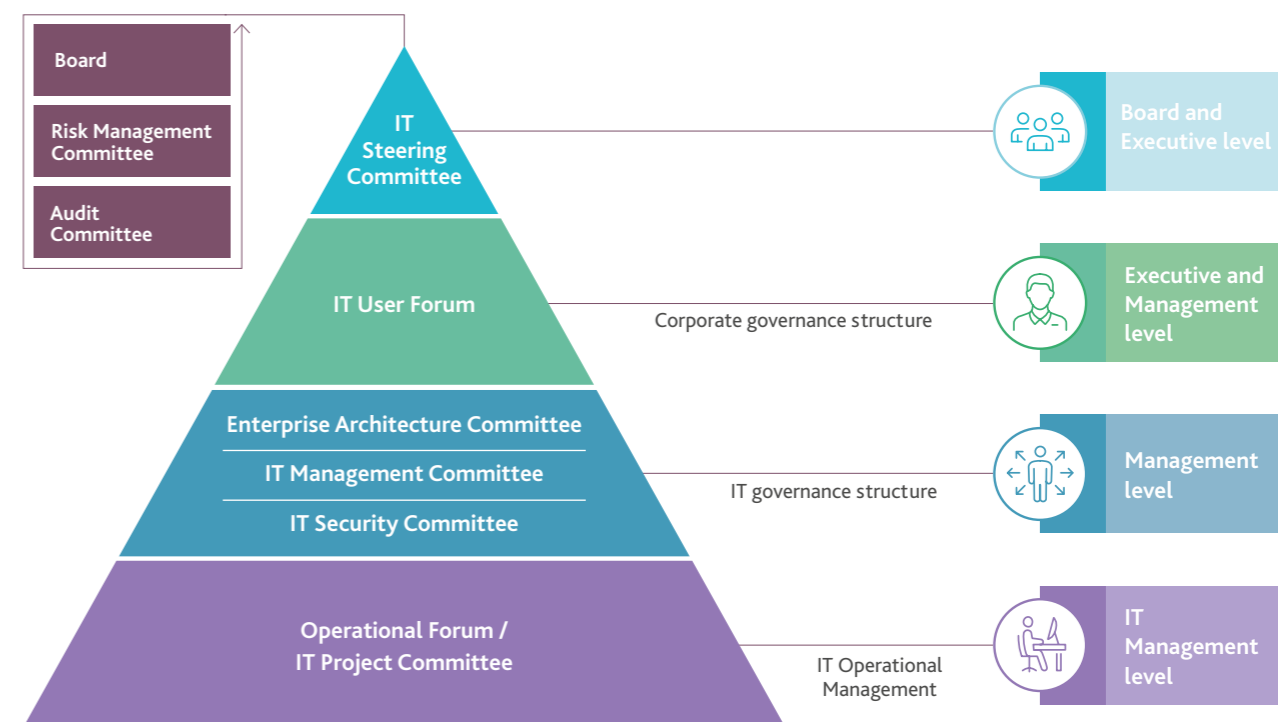 Board
Risk Management
Committee
Audit
Committee
IT
Steering
Committee
Board and
Executive level
IT User Forum
Corporate governance structure
Executive and
Management
level
Enterprise Architecture Committee
IT Management Committee
IT Security Committee
IT governance structure
Management
level
Operational Forum /
IT Project Committee
IT Operational
Management
IT
Management
level